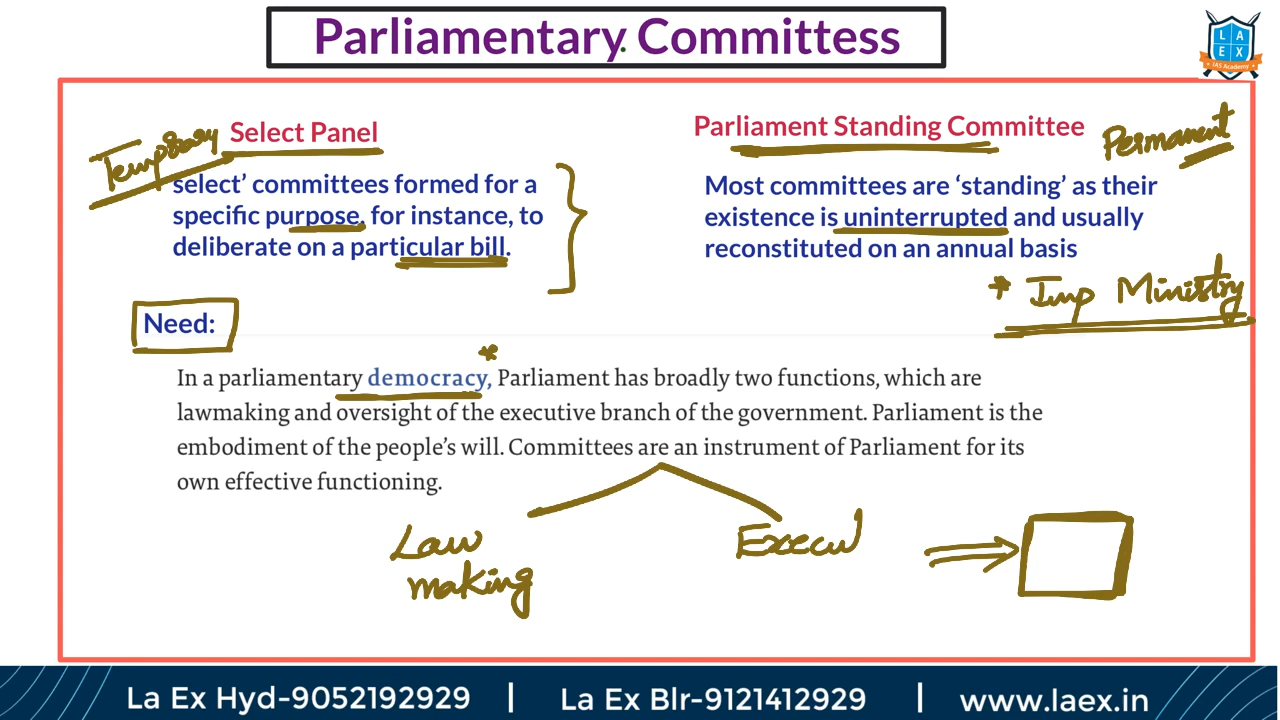 Parliamentary Committess
L A
E X
IAS Academy
Temporary
Select Panel
select’ committees formed for a
specific purpose, for instance, to
deliberate on a particular bill.
Parliament Standing Committee
Permanent
Most committees are ‘standing’ as their
existence is uninterrupted and usually
reconstituted on an annual basis
* Imp Ministry
Need:
*
In a parliamentary democracy, Parliament has broadly two functions, which are
lawmaking and oversight of the executive branch of the government. Parliament is the
embodiment of the people’s will. Committees are an instrument of Parliament for its
own effective functioning.
Law
making
Execu
La Ex Hyd-9052192929 | La Ex Blr-9121412929 | www.laex.in